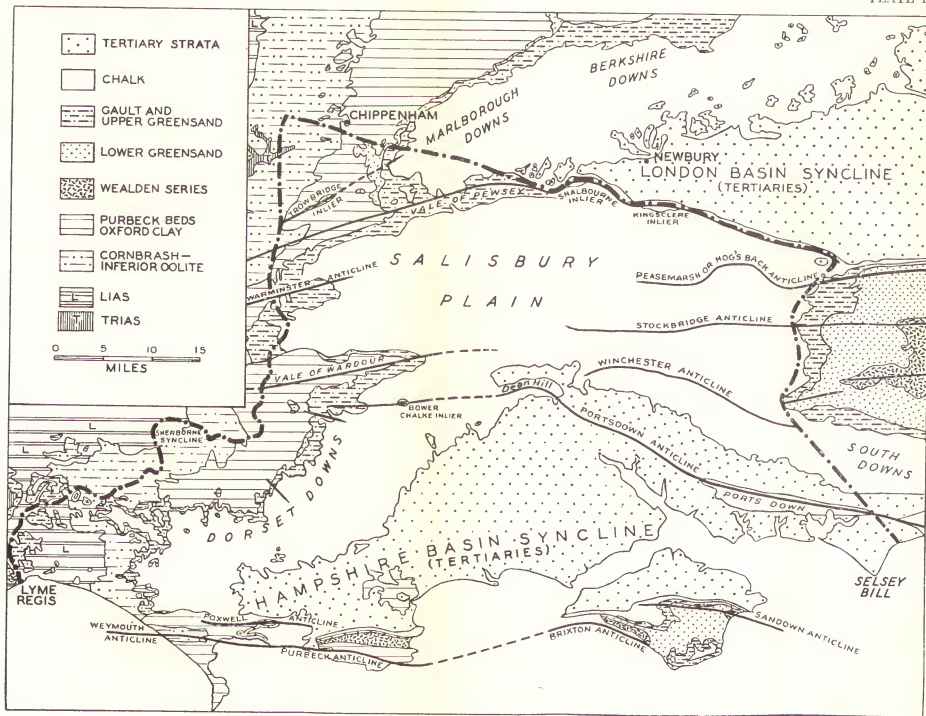 TERTIARY STRATA
CHALK
GAULT AND
UPPER GREENSAND
LOWER GREENSAND
WEALDEN SERIES
PURBECK BEDS
OXFORD CLAY
CORNBRASH-
INFERIOR OOLITE
L LIAS
T TRIAS
0 5 10 15
MILES
L
BERKSHIRE
DOWNS
CHIPPENHAM
MARLBOROUGH
DOWNS
NEWBURY
LONDON BASIN SYNCLINE
(TERTIARIES)
TROWBRIDGE
INLIER
VALE OF PEWSEY
SHALBOURNE
INLIER
KINGSCLERE
INLIER
SALISBURY
PLAIN
PEASEMARSH OR HOG'S BACK ANTICLINE
WARMINSTER ANTICLINE
STOCKBRIDGE ANTICLINE
VALE OF WARDOUR
WINCHESTER ANTICLINE
Dean Hill
BOWER
CHALKE INLIER
L
SHERBORNE
SYNCLINE
L
PORTSDOWN ANTICLINE
SOUTH
DOWNS
DORSET DOWNS
PORTS DOWN
HAMPSHIRE BASIN SYNCLINE
(TERTIARIES)
L
LYME
REGIS
SELSEY
BILL
WEYMOUTH
ANTICLINE
POXWELL ANTICLINE
PURBECK ANTICLINE
BRIXTON ANTICLINE
SANDOWN ANTICLINE